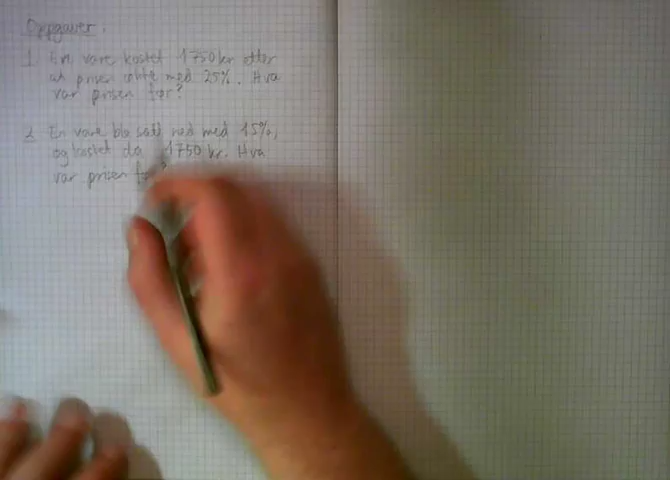 Oppgaver.
1 En vare kostet 1750 kr etter
at prisen økte med 25%. Hva
var prisen før?
2 En vare ble satt ned med 15%,
og kostet da 1750 kr. Hva
var prisen før?